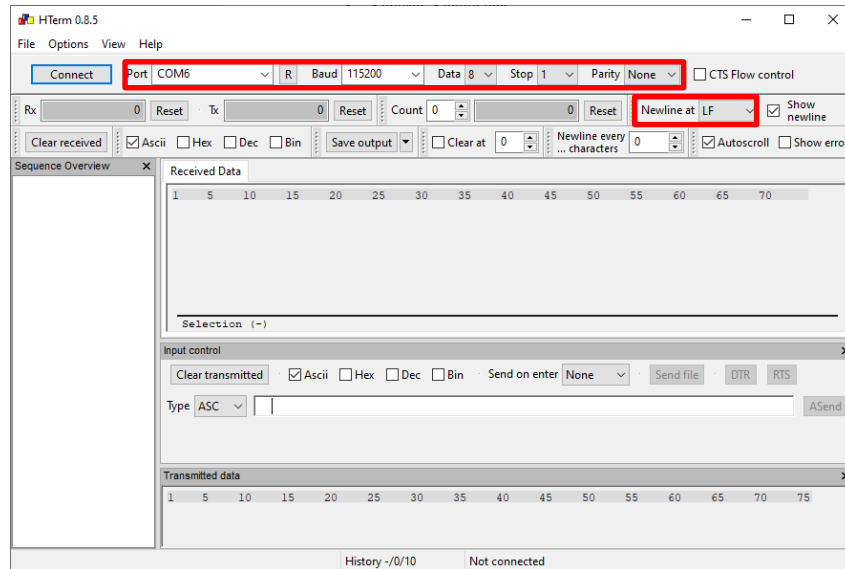 HTerm 0.8.5
File Options View Help
Connect Port COM6 R Baud 115200 Data 8 Stop 1 Parity None CTS Flow control
Rx 0 Reset Tx 0 Reset Count 0 0 Reset Newline at LF Show newline
Clear received Ascii Hex Dec Bin Save output Clear at 0 Newline every ... characters 0 Autoscroll Show erro
Sequence Overview x
Received Data
1 5 10 15 20 25 30 35 40 45 50 55 60 65 70
Selection (-)
Input control
Clear transmitted Ascii Hex Dec Bin Send on enter None Send file DTR RTS
Type ASC ASend
Transmitted data
1 5 10 15 20 25 30 35 40 45 50 55 60 65 70 75
History -/0/10 Not connected